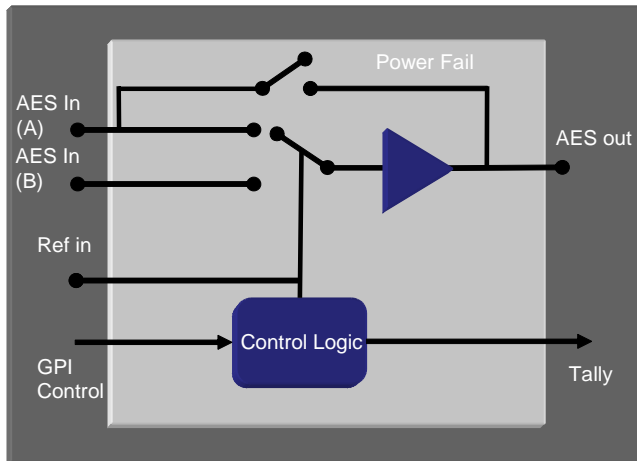 Power Fail
AES In
(A)
AES out
AES In
(B)
Ref in
Control Logic
GPI
Control
Tally